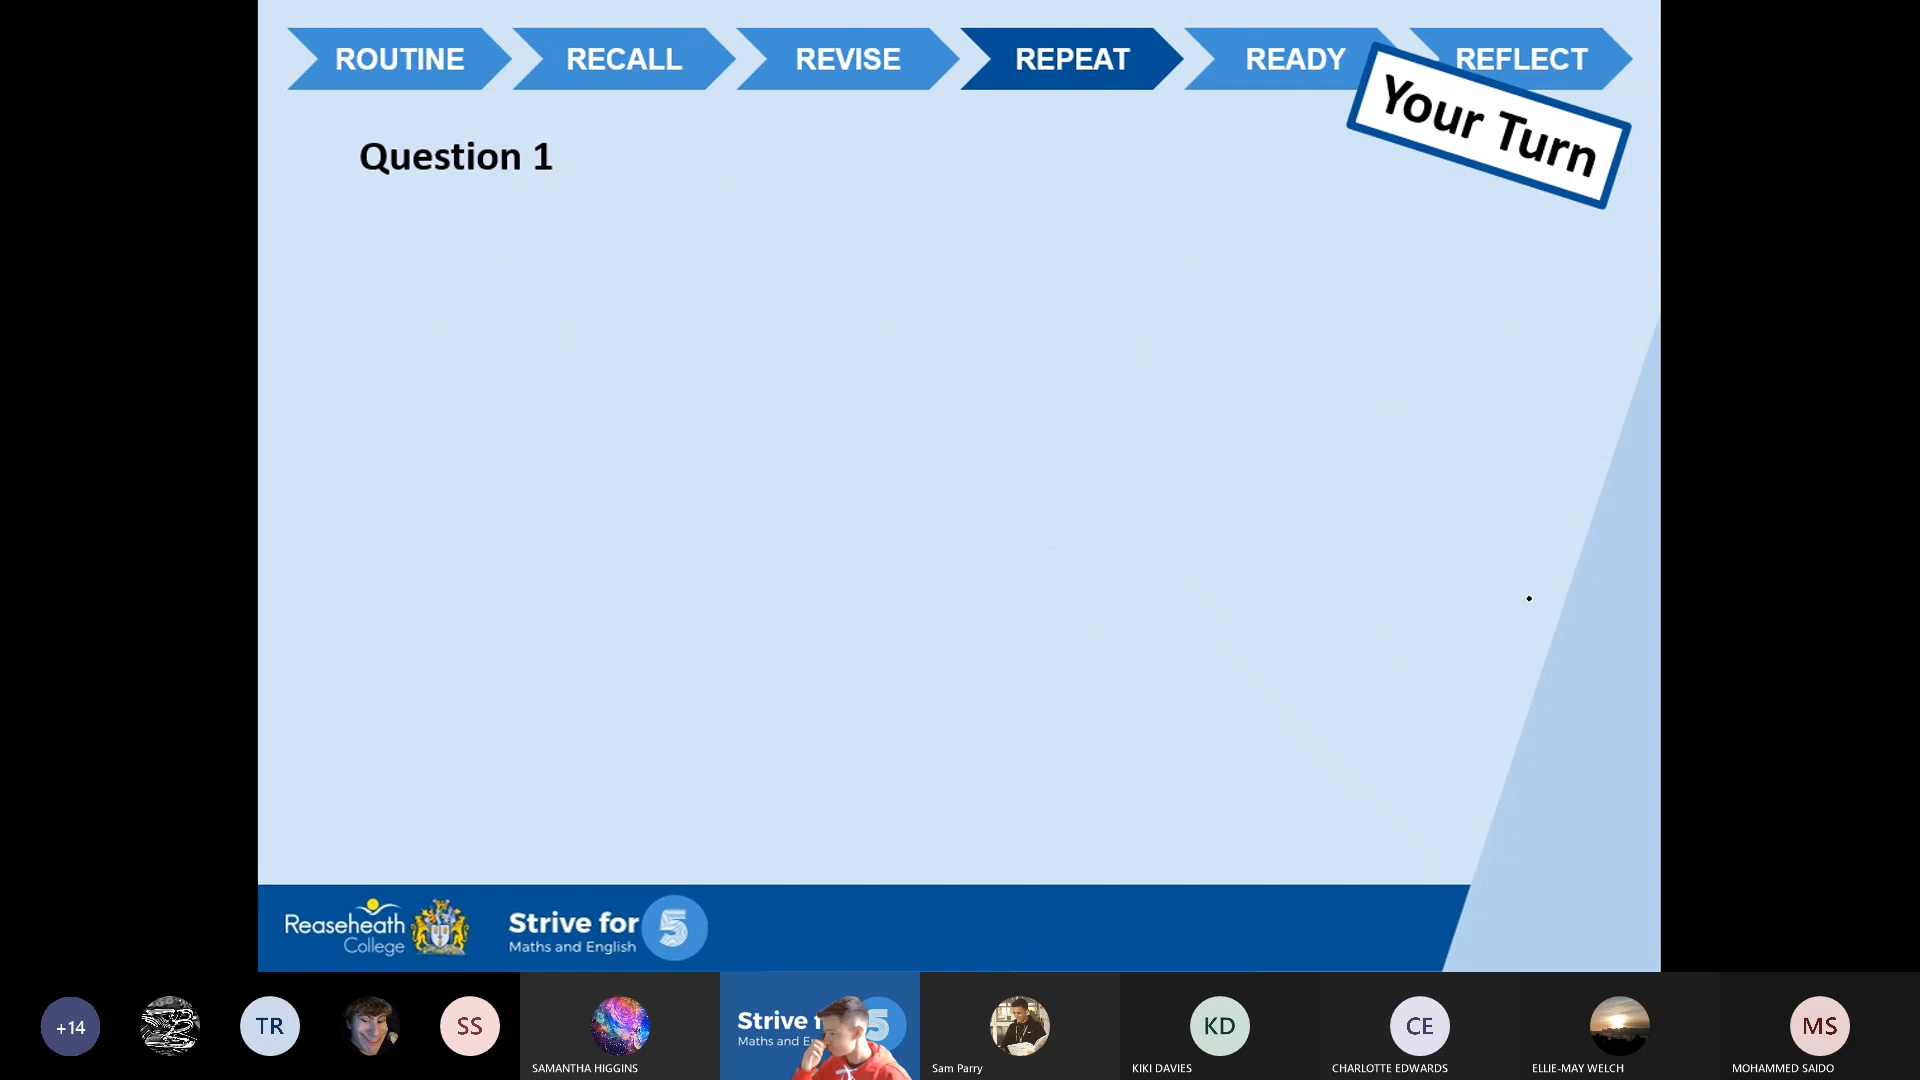 ROUTINE RECALL REVISE REPEAT READY REFLECT
Your Turn
Question 1
Reaseheath
College
Strive for 5
Maths and English
+14
TR
SS
SAMANTHA HIGGINS
Strive 5
Maths and E
Sam Parry
KD
KIKI DAVIES
CE
CHARLOTTE EDWARDS
ELLIE-MAY WELCH
MS
MOHAMMED SAIDO